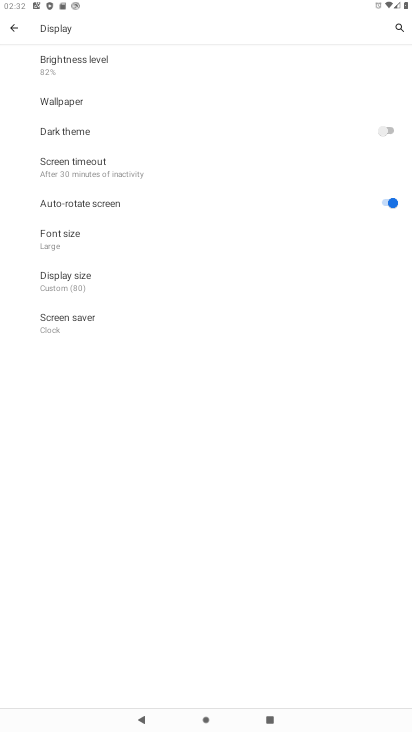 02:32
Display
Brightness level
82%
Wallpaper
Dark theme
Screen timeout
After 30 minutes of inactivity
Auto-rotate screen
Font size
Large
Display size
Custom (80)
Screen saver
Clock